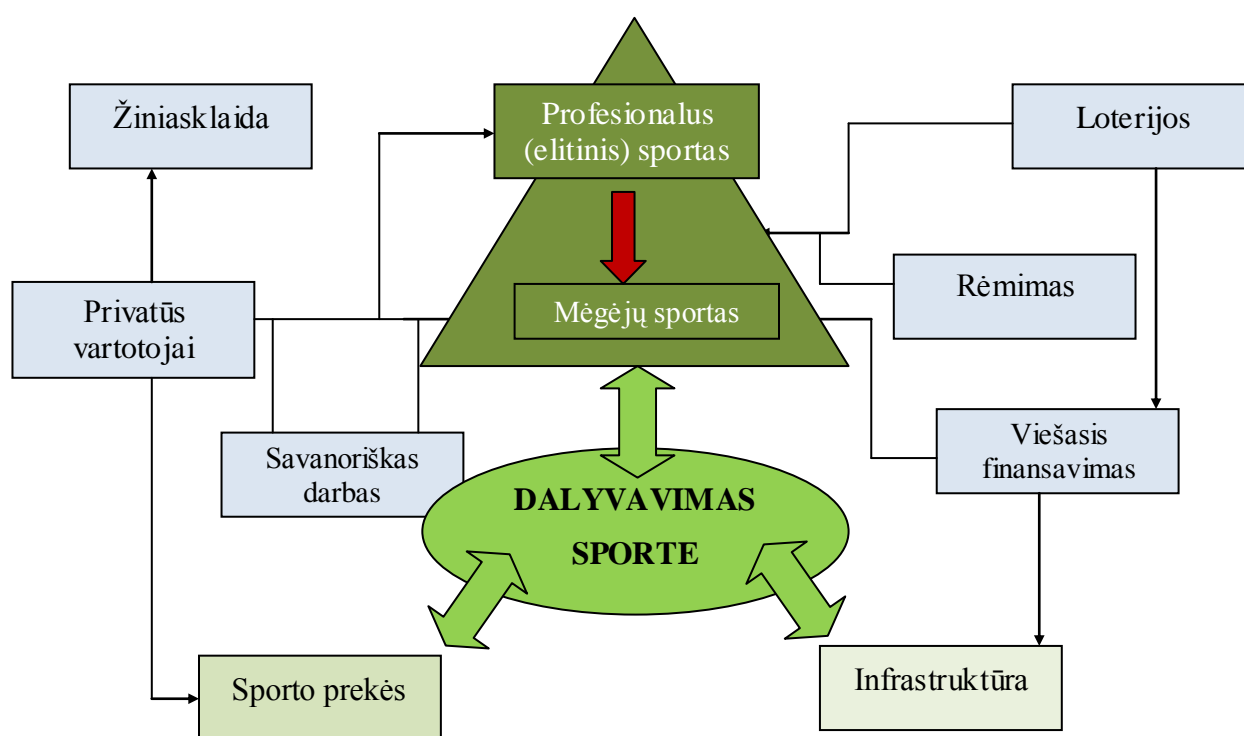 Žiniasklaida
Profesionalus
(elitinis) sportas
Loterijos
Privatūs
vartotojai
Mėgėjų sportas
Rėmimas
Savanoriškas
darbas
Viešasis
finansavimas
DALYVAVIMAS
SPORTE
Sporto prekės
Infrastruktūra